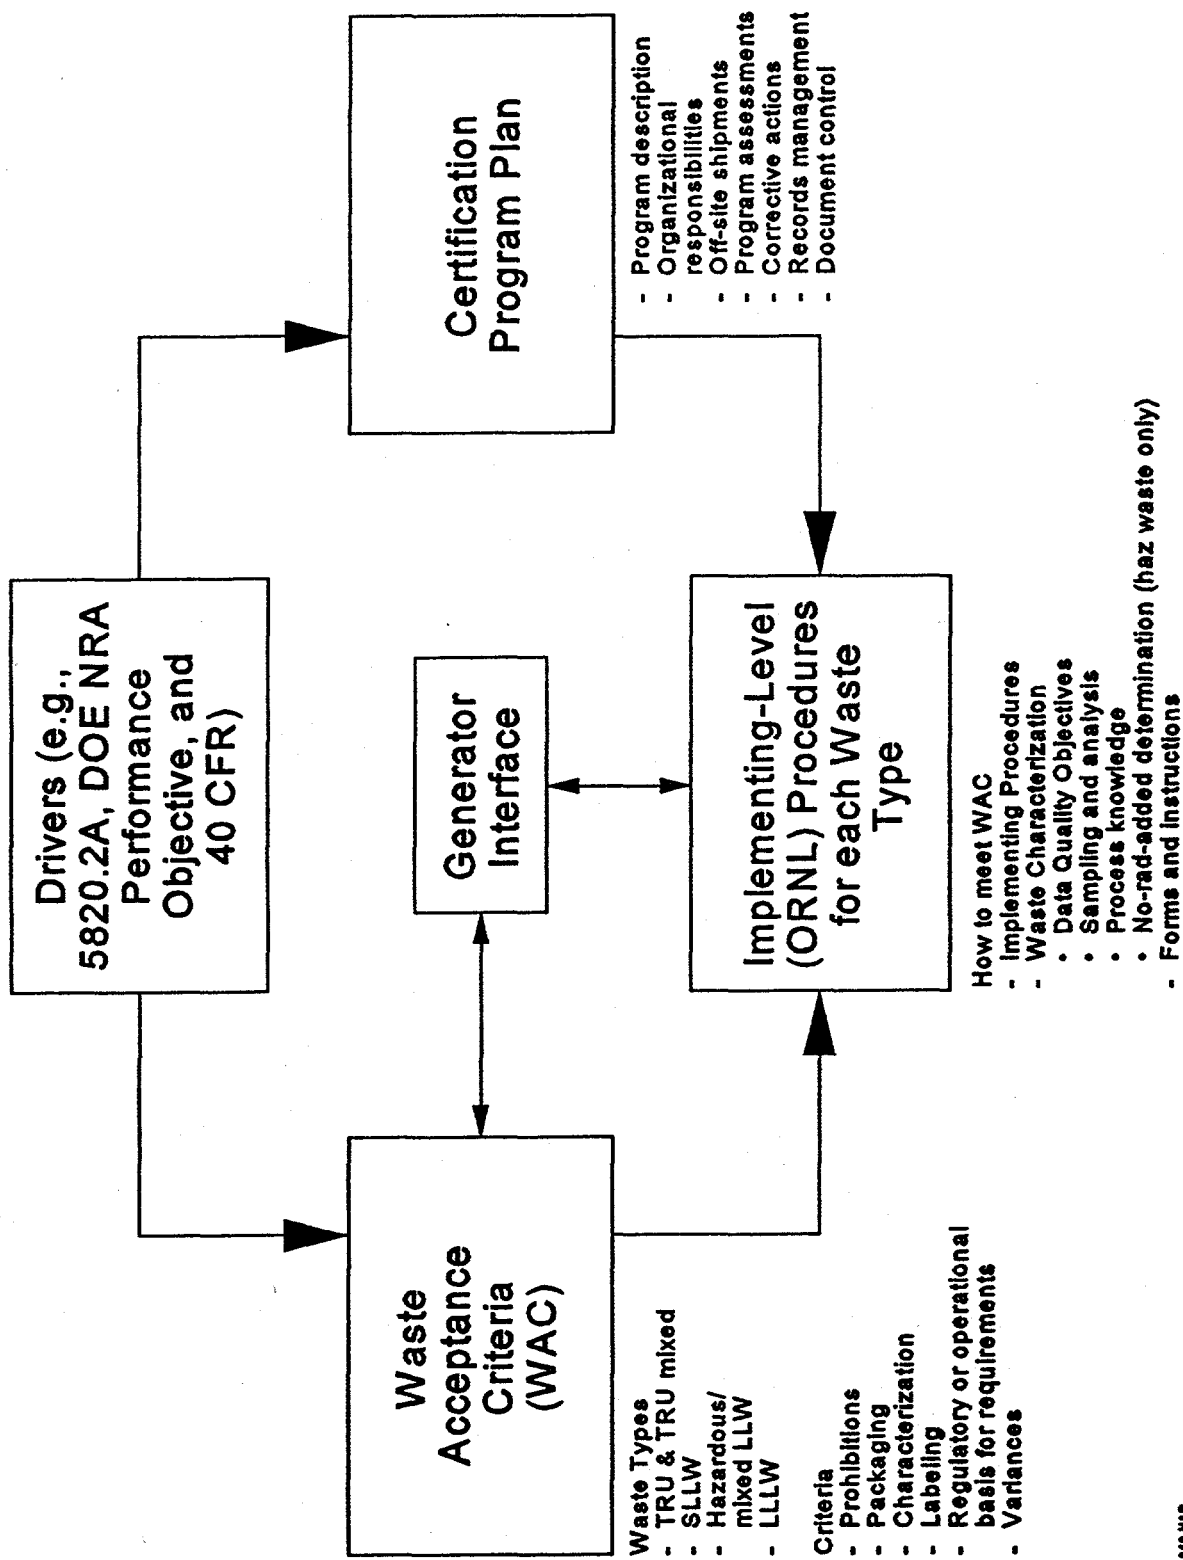 Drivers (e.g.,
5820.2A, DOE NRA
Performance
Objective, and
40 CFR)
Waste
Acceptance
Criteria
(WAC)
Generator
Interface
Certification
Program Plan
Waste Types
- TRU & TRU mixed
- SLLW
- Hazardous/
mixed LLW
- LLLW
Criteria
- Prohibitions
- Packaging
- Characterization
- Labeling
- Regulatory or operational
basis for requirements
- Variances
- Program description
- Organizational
responsibilities
- Off-site shipments
- Program assessments
- Corrective actions
- Records management
- Document control
Implementing-Level
(ORNL) Procedures
for each Waste
Type
How to meet WAC
- Implementing Procedures
- Waste Characterization
• Data Quality Objectives
• Sampling and analysis
• Process knowledge
• No-rad-added determination (haz waste only)
- Forms and instructions